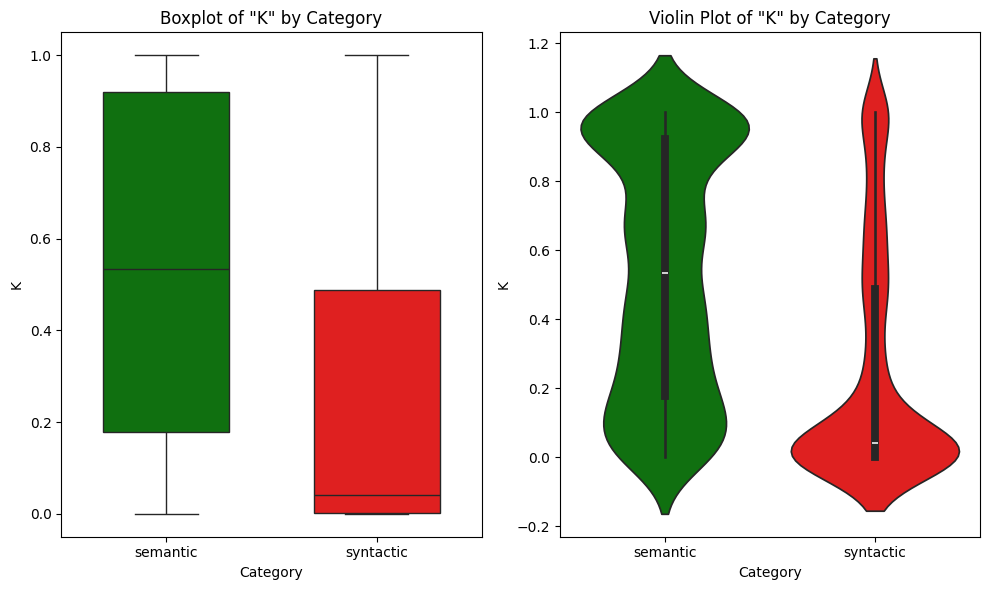 Boxplot of "K" by Category
K
1.0
0.8
0.6
0.4
0.2
0.0
semantic syntactic
Category
Violin Plot of "K" by Category
K
1.2
1.0
0.8
0.6
0.4
0.2
0.0
−0.2
semantic syntactic
Category